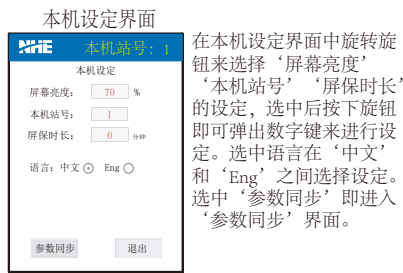 本机设定界面
NHE 本机站号: 1
本机设定
屏幕亮度: 70 %
本机站号: 1
屏保时长: 0 分钟
语言: 中文 Eng
参数同步 退出
在本机设定界面中旋转旋
钮来选择‘屏幕亮度’
‘本机站号’‘屏保时长’
的设定，选中后按下旋钮
即可弹出数字键来进行设
定。选中语言在‘中文’
和‘Eng’之间选择设定。
选中‘参数同步’即进入
‘参数同步’界面。